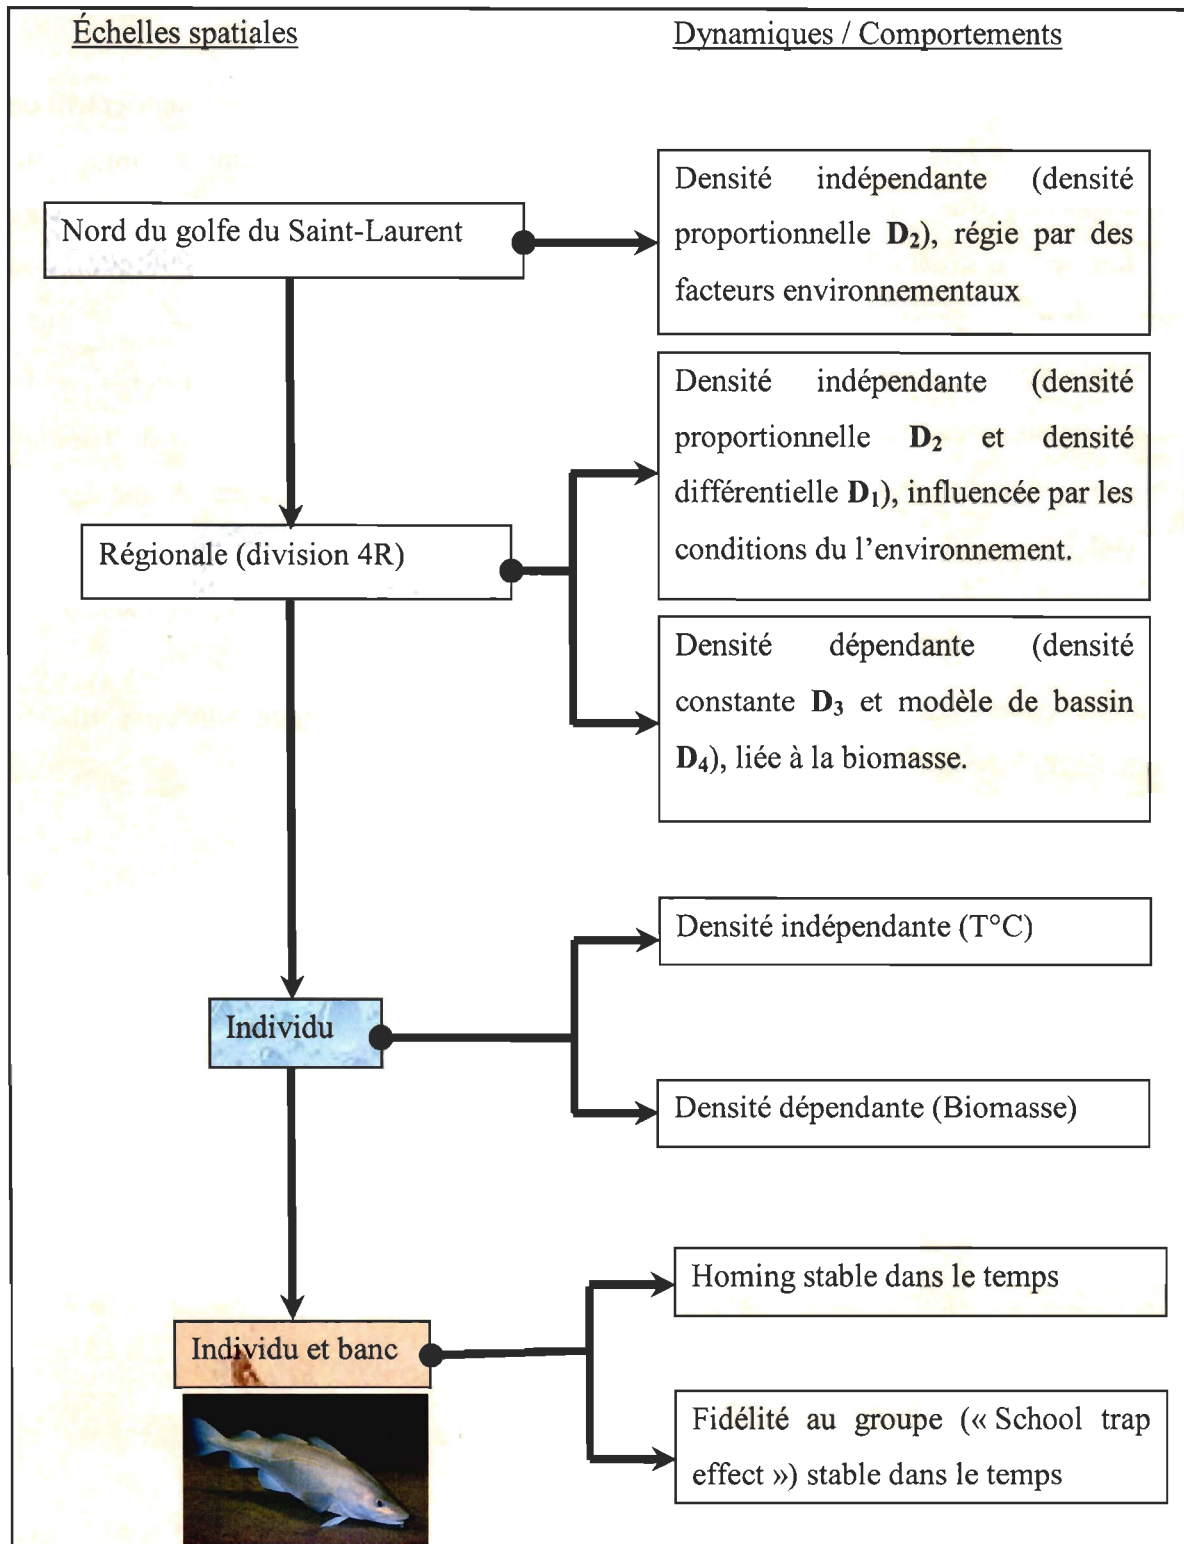 Échelles spatiales
Dynamiques / Comportements
Nord du golfe du Saint-Laurent
Densité indépendante (densité
proportionnelle D₂), régie par des
facteurs environnementaux
Régionale (division 4R)
Densité indépendante (densité
proportionnelle D₂ et densité
différentielle D₁), influencée par les
conditions du l’environnement.
Densité dépendante (densité
constante D₃ et modèle de bassin
D₄), liée à la biomasse.
Individu
Densité indépendante (T°C)
Densité dépendante (Biomasse)
Individu et banc
Homing stable dans le temps
Fidélité au groupe (« School trap
effect ») stable dans le temps